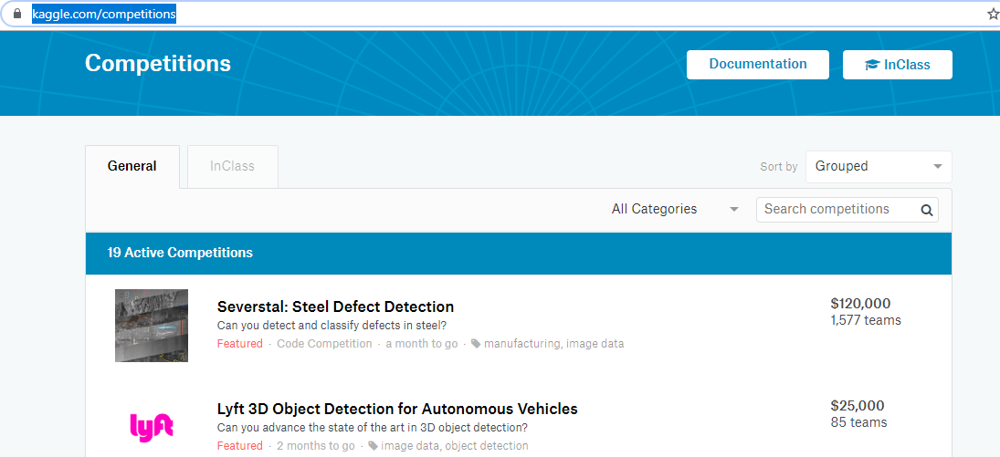 kaggle.com/competitions
Competitions
Documentation
InClass
General
InClass
Sort by
Grouped
All Categories
Search competitions
19 Active Competitions
Severstal: Steel Defect Detection
$120,000
Can you detect and classify defects in steel?
1,577 teams
Featured · Code Competition · a month to go · manufacturing, image data
lyft
Lyft 3D Object Detection for Autonomous Vehicles
$25,000
Can you advance the state of the art in 3D object detection?
85 teams
Featured · 2 months to go · image data, object detection